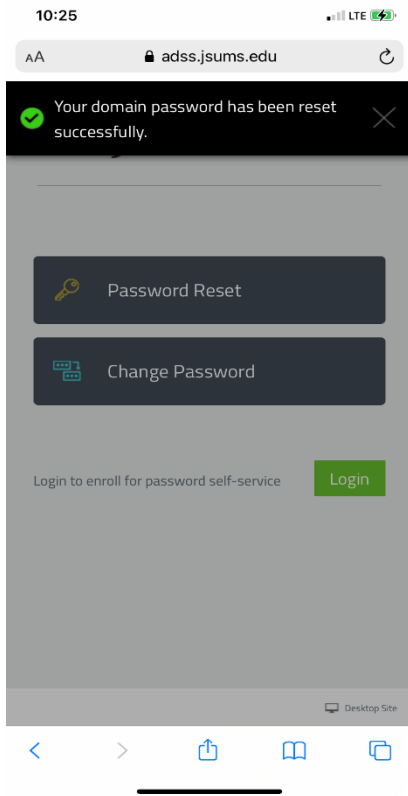 10:25
LTE
AA
adss.jsums.edu
Your domain password has been reset
successfully.
Password Reset
Change Password
Login to enroll for password self-service
Login
Desktop Site